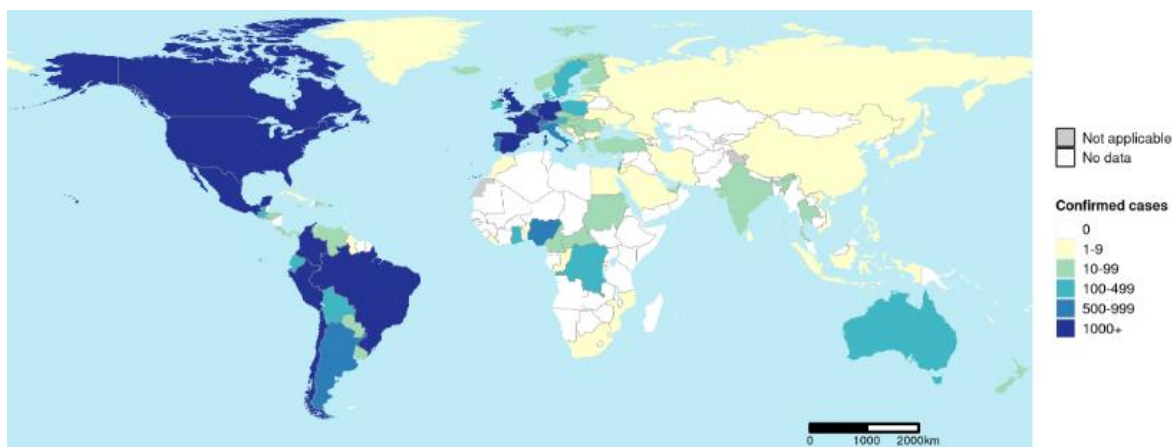 Not applicable
No data
Confirmed cases
0
1-9
10-99
100-499
500-999
1000+
0 1000 2000km